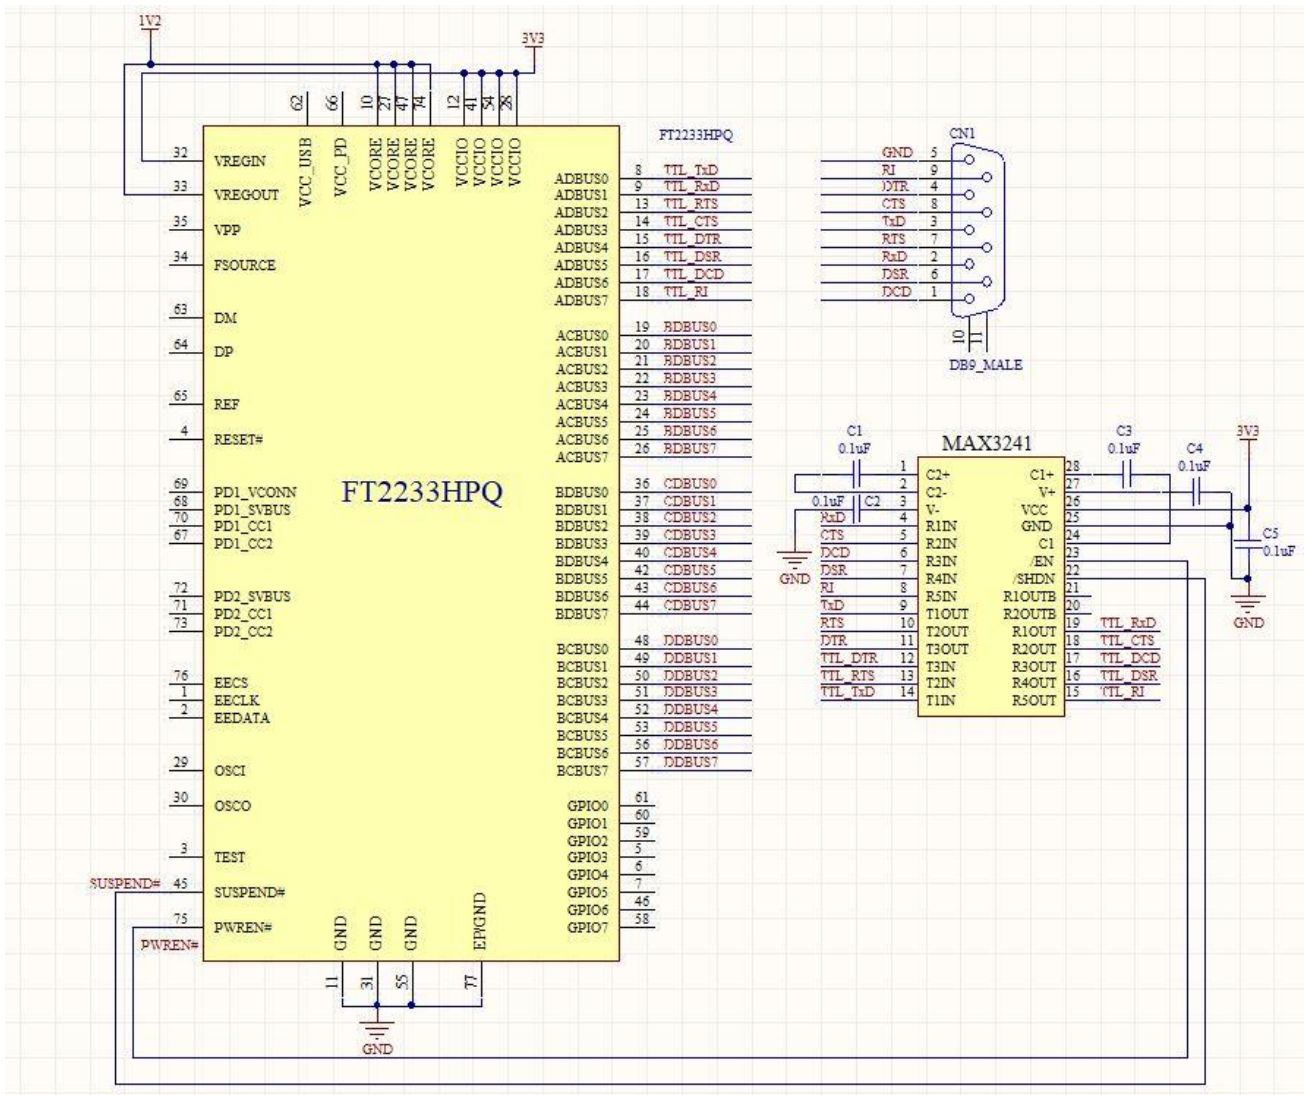 1V2
3V3
62
66
10
27
47
74
12
41
54
28
VCC_USB
VCC_PD
VCORE
VCORE
VCORE
VCORE
VCCIO
VCCIO
VCCIO
VCCIO
32 VREGIN
33 VREGOUT
35 VPP
34 FSOURCE
63 DM
64 DP
65 REF
4 RESET#
69 PD1_VCONN
68 PD1_SVBUS
70 PD1_CC1
67 PD1_CC2
72 PD2_SVBUS
71 PD2_CC1
73 PD2_CC2
76 EECS
1 EECLK
2 EEDATA
29 OSCI
30 OSCO
3 TEST
SUSPEND# 45 SUSPEND#
75 PWREN#
PWREN#
FT2233HPQ
GND
GND
GND
EP/GND
11
31
55
77
GND
FT2233HPQ
ADBUS0 8 TTL_TxD
ADBUS1 9 TTL_RxD
ADBUS2 13 TTL_RTS
ADBUS3 14 TTL_CTS
ADBUS4 15 TTL_DTR
ADBUS5 16 TTL_DSR
ADBUS6 17 TTL_DCD
ADBUS7 18 TTL_RI
ACBUS0 19 BDBUS0
ACBUS1 20 BDBUS1
ACBUS2 21 BDBUS2
ACBUS3 22 BDBUS3
ACBUS4 23 BDBUS4
ACBUS5 24 BDBUS5
ACBUS6 25 BDBUS6
ACBUS7 26 BDBUS7
BDBUS0 36 CDBUS0
BDBUS1 37 CDBUS1
BDBUS2 38 CDBUS2
BDBUS3 39 CDBUS3
BDBUS4 40 CDBUS4
BDBUS5 42 CDBUS5
BDBUS6 43 CDBUS6
BDBUS7 44 CDBUS7
BCBUS0 48 DDBUS0
BCBUS1 49 DDBUS1
BCBUS2 50 DDBUS2
BCBUS3 51 DDBUS3
BCBUS4 52 DDBUS4
BCBUS5 53 DDBUS5
BCBUS6 56 DDBUS6
BCBUS7 57 DDBUS7
GPIO0 61
GPIO1 60
GPIO2 59
GPIO3 5
GPIO4 6
GPIO5 7
GPIO6 46
GPIO7 58
CN1
GND 5
RI 9
DTR 4
CTS 8
TxD 3
RTS 7
RxD 2
DSR 6
DCD 1
10
11
DB9_MALE
MAX3241
C1
0.1uF
0.1uF C2
GND
1 C2+
2 C2-
3 V-
RxD 4 R1IN
CTS 5 R2IN
DCD 6 R3IN
DSR 7 R4IN
RI 8 R5IN
TxD 9 T1OUT
RTS 10 T2OUT
DTR 11 T3OUT
TTL_DTR 12 T3IN
TTL_RTS 13 T2IN
TTL_TxD 14 T1IN
C3
0.1uF
C4
0.1uF
3V3
C5
0.1uF
GND
C1+ 28
V+ 27
VCC 26
GND 25
C1 24
/EN 23
/SHDN 22
R1OUTB 21
R2OUTB 20
R1OUT 19 TTL_RxD
R2OUT 18 TTL_CTS
R3OUT 17 TTL_DCD
R4OUT 16 TTL_DSR
R5OUT 15 TTL_RI